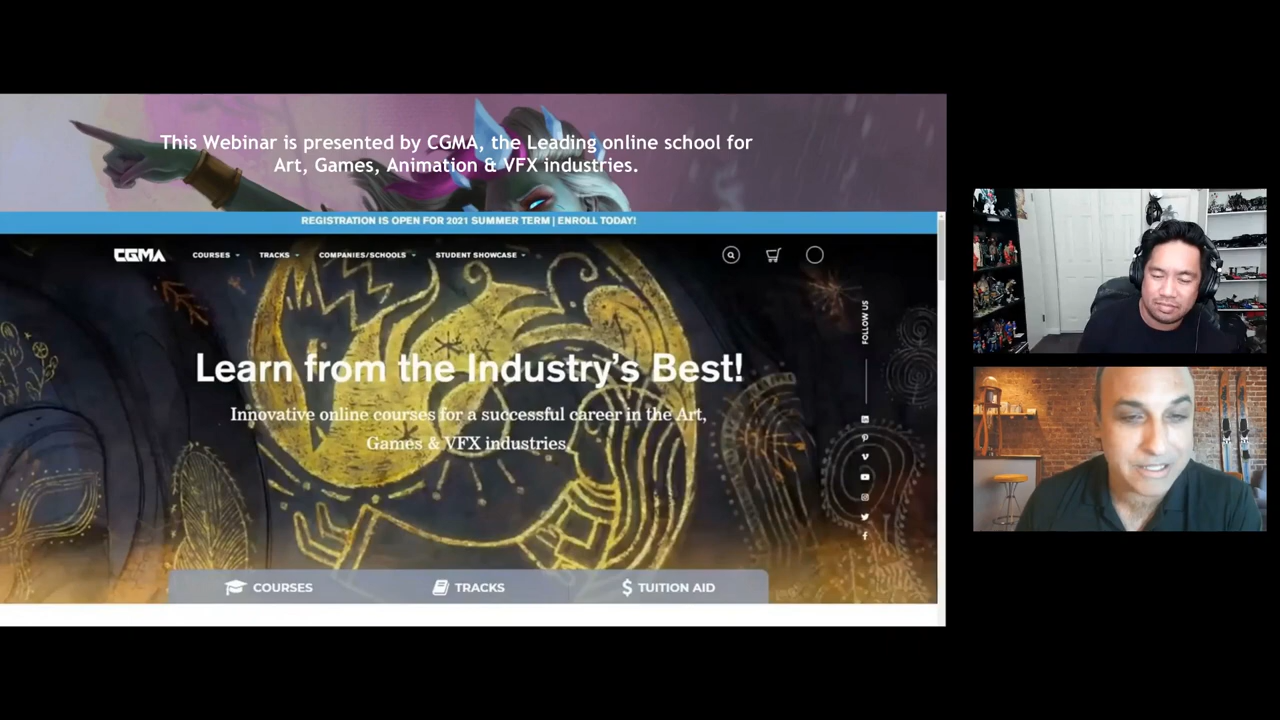 This Webinar is presented by CGMA, the Leading online school for
Art, Games, Animation & VFX industries.
REGISTRATION IS OPEN FOR 2021 SUMMER TERM | ENROLL TODAY!
CGMA COURSES TRACKS COMPANIES/SCHOOLS STUDENT SHOWCASE
FOLLOW US
Learn from the Industry's Best!
Innovative online courses for a successful career in the Art,
Games & VFX industries.
COURSES TRACKS $ TUITION AID